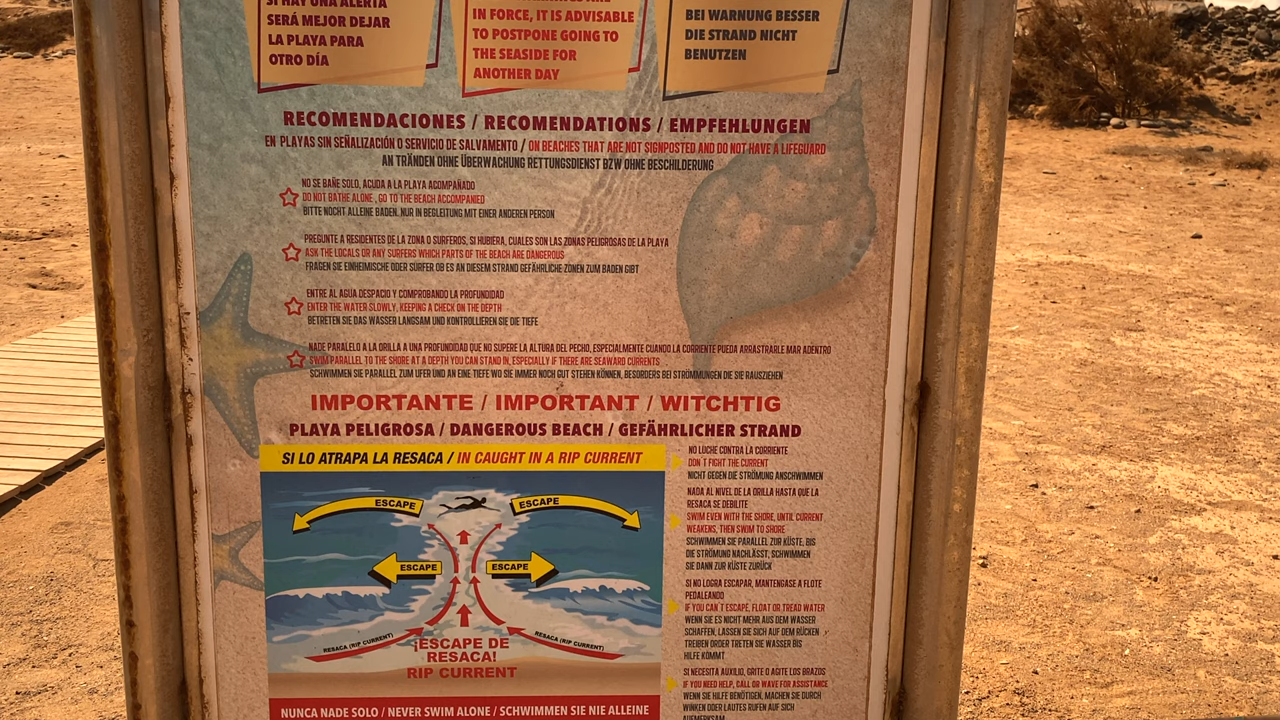 SI HAY UNA ALERTA
SERÁ MEJOR DEJAR
LA PLAYA PARA
OTRO DÍA
IN FORCE, IT IS ADVISABLE
TO POSTPONE GOING TO
THE SEASIDE FOR
ANOTHER DAY
BEI WARNUNG BESSER
DIE STRAND NICHT
BENUTZEN
RECOMENDACIONES / RECOMENDATIONS / EMPFEHLUNGEN
EN PLAYAS SIN SEÑALIZACIÓN O SERVICIO DE SALVAMENTO / ON BEACHES THAT ARE NOT SIGNPOSTED AND DO NOT HAVE A LIFEGUARD
AN TRÄNDEN OHNE ÜBERWACHUNG RETTUNGSDIENST BZW OHNE BESCHILDERUNG
NO SE BAÑE SOLO, ACUDA A LA PLAYA ACOMPAÑADO
DO NOT BATHE ALONE , GO TO THE BEACH ACCOMPANIED
BITTE NOCHT ALLEINE BADEN. NUR IN BEGLEITUNG MIT EINER ANDEREN PERSON
PREGUNTE A RESIDENTES DE LA ZONA O SURFEROS, SI HUBIERA, CUALES SON LAS ZONAS PELIGROSAS DE LA PLAYA
ASK THE LOCALS OR ANY SURFERS WHICH PARTS OF THE BEACH ARE DANGEROUS
FRAGEN SIE EINHEIMISCHE ODER SÜRFER OB ES AN DIESEM STRAND GEFÄHRLICHE ZONEN ZUM BADEN GIBT
ENTRE AL AGUA DESPACIO Y COMPROBANDO LA PROFUNDIDAD
ENTER THE WATER SLOWLY, KEEPING A CHECK ON THE DEPTH
BETRETEN SIE DAS WASSER LANGSAM UND KONTROLLIEREN SIE DIE TIEFE
NADE PARALELO A LA ORILLA A UNA PROFUNDIDAD QUE NO SUPERE LA ALTURA DEL PECHO, ESPECIALMENTE CUANDO LA CORRIENTE PUEDA ARRASTRARLE MAR ADENTRO
SWIM PARALLEL TO THE SHORE AT A DEPTH YOU CAN STAND IN, ESPECIALLY IF THERE ARE SEAWARD CURRENTS
SCHWIMMEN SIE PARALLEL ZUM UFER UND AN EINE TIEFE WO SIE IMMER NOCH GUT STEHEN KÖNNEN, BESORDERS BEI STRÖMMUNGEN DIE SIE RAUSZIEHEN
IMPORTANTE / IMPORTANT / WITCHTIG
PLAYA PELIGROSA / DANGEROUS BEACH / GEFÄHRLICHER STRAND
SI LO ATRAPA LA RESACA / IN CAUGHT IN A RIP CURRENT
ESCAPE
ESCAPE
ESCAPE
ESCAPE
RESACA (RIP CURRENT)
RESACA (RIP CURRENT)
¡ESCAPE DE
RESACA!
RIP CURRENT
NUNCA NADE SOLO / NEVER SWIM ALONE / SCHWIMMEN SIE NIE ALLEINE
NO LUCHE CONTRA LA CORRIENTE
DON´T FIGHT THE CURRENT
NICHT GEGEN DIE STRÖMUNG ANSCHWIMMEN
NADA AL NIVEL DE LA ORILLA HASTA QUE LA
RESACA SE DEBILITE
SWIM EVEN WITH THE SHORE, UNTIL CURRENT
WEAKENS, THEN SWIM TO SHORE
SCHWIMMEN SIE PARALLEL ZUR KÜSTE, BIS
DIE STRÖMUNG NACHLÄSST, SCHWIMMEN
SIE DANN ZUR KÜSTE ZURÜCK
SI NO LOGRA ESCAPAR, MANTENGASE A FLOTE
PEDALEANDO
IF YOU CAN´T ESCAPE, FLOAT OR TREAD WATER
WENN SIE ES NICHT MEHR AUS DEM WASSER
SCHAFFEN, LASSEN SIE SICH AUF DEM RÜCKEN
TREIBEN ORDER TRETEN SIE WASSER BIS
HILFE KOMMT
SI NECESITA AUXILIO, GRITE O AGITE LOS BRAZOS
IF YOU NEED HELP, CALL OR WAVE FOR ASSISTANCE
WENN SIE HILFE BENÖTIGEN, MACHEN SIE DURCH
WINKEN ODER LAUTES RUFEN AUF SICH
AUFMERKSAM